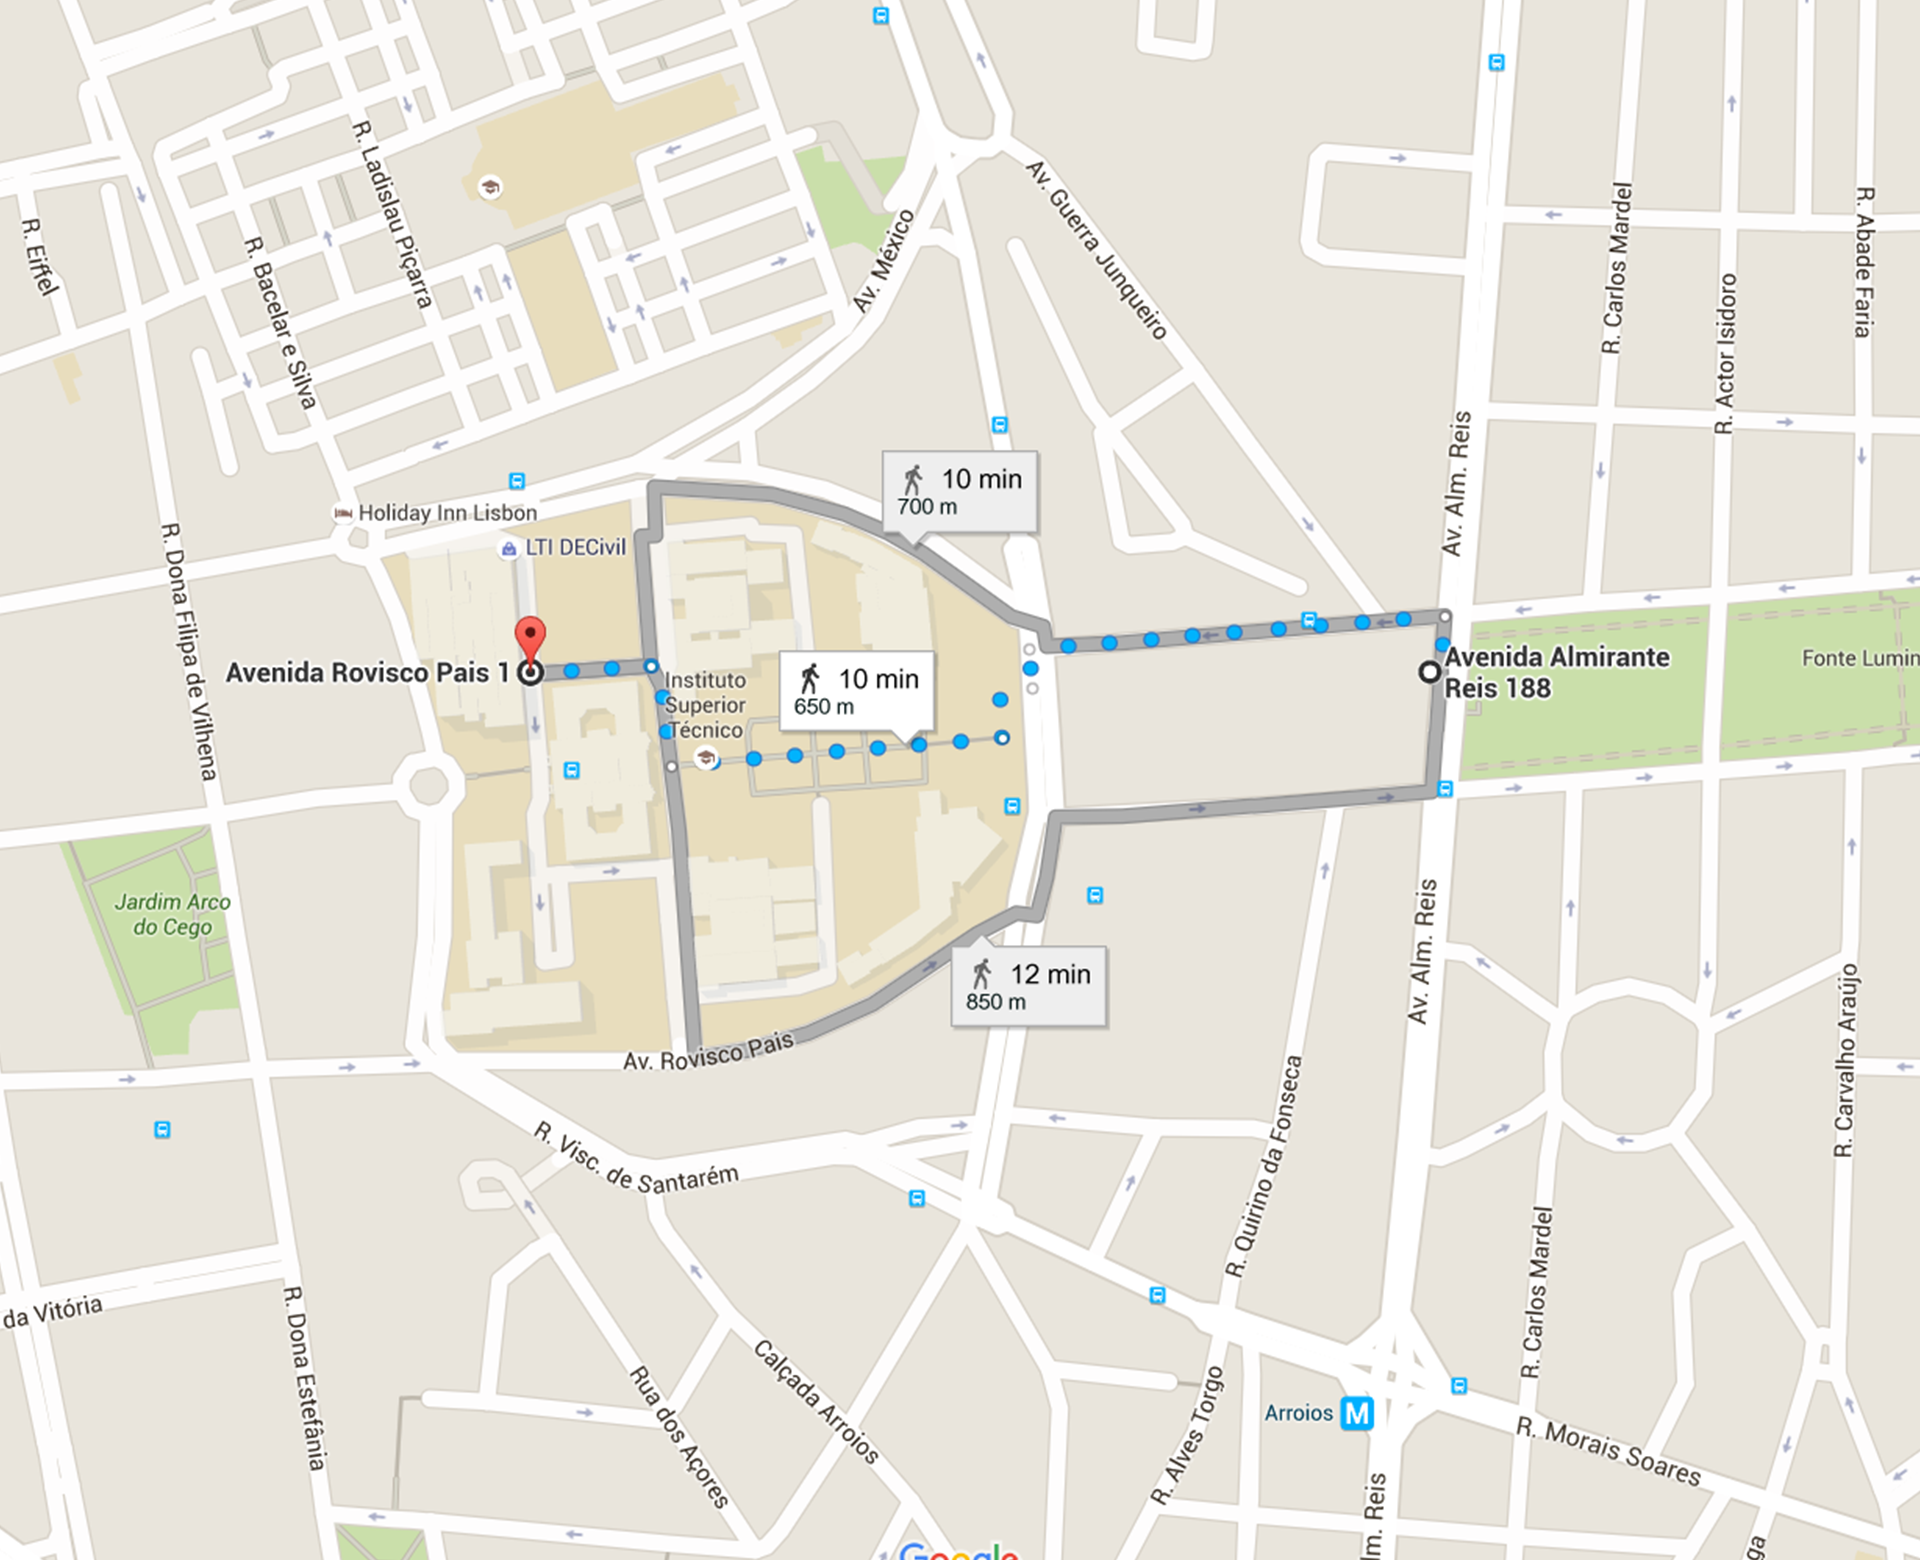 R. Eiffel
R. Ladislau Piçarra
R. Bacelar e Silva
Av. México
Av. Guerra Junqueiro
R. Carlos Mardel
R. Actor Isidoro
R. Abade Faria
Av. Alm. Reis
10 min
700 m
Holiday Inn Lisbon
LTI DECivil
R. Dona Filipa de Vilhena
Avenida Rovisco Pais 1
Instituto
Superior
Técnico
10 min
650 m
Avenida Almirante
Reis 188
Fonte Lumin
Jardim Arco
do Cego
Av. Alm. Reis
12 min
850 m
Av. Rovisco Pais
R. Carvalho Araújo
R. Quirino da Fonseca
R. Visc. de Santarém
da Vitória
R. Dona Estefânia
R. Carlos Mardel
Rua dos Açores
Calçada Arroios
R. Alves Torgo
Arroios M
R. Morais Soares
lm. Reis
ga
Google